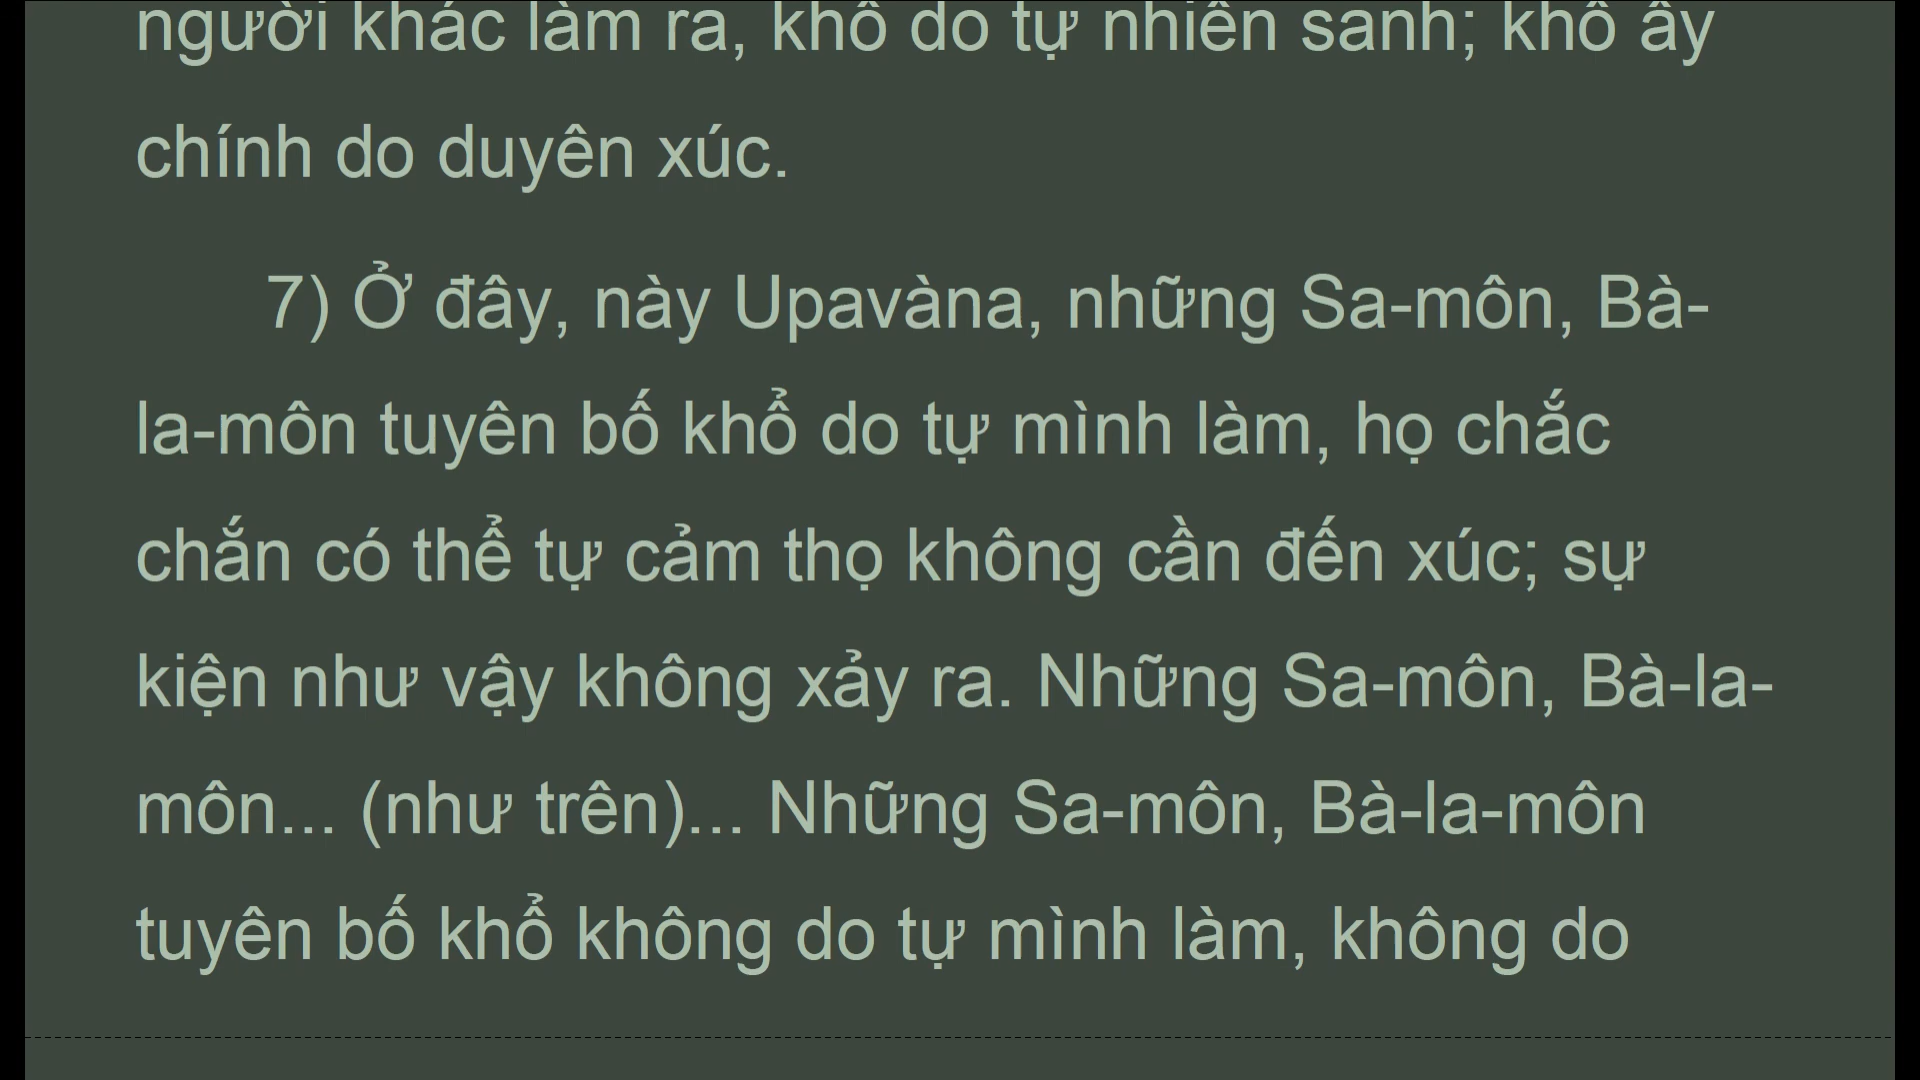 người khác làm ra, khổ do tự nhiên sanh; khổ ấy
chính do duyên xúc.
7) Ở đây, này Upavàna, những Sa-môn, Bà-
la-môn tuyên bố khổ do tự mình làm, họ chắc
chắn có thể tự cảm thọ không cần đến xúc; sự
kiện như vậy không xảy ra. Những Sa-môn, Bà-la-
môn... (như trên)... Những Sa-môn, Bà-la-môn
tuyên bố khổ không do tự mình làm, không do